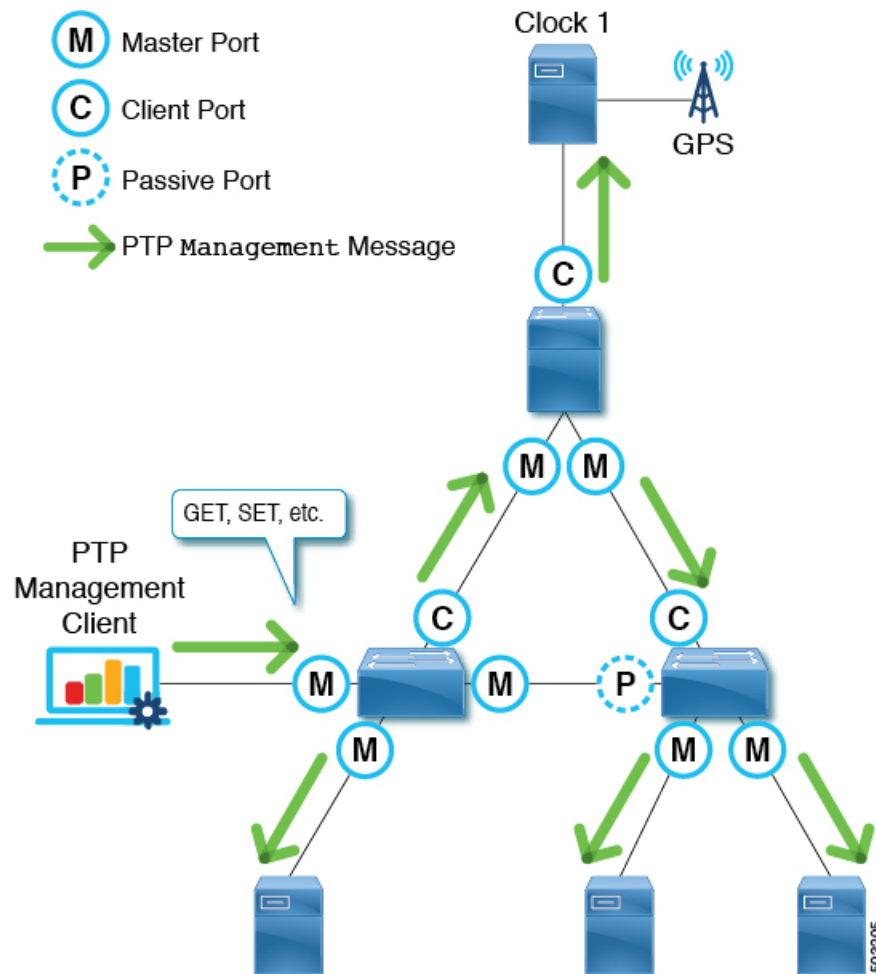 M Master Port
C Client Port
P Passive Port
PTP Management Message
Clock 1
GPS
C
M M
GET, SET, etc.
PTP
Management
Client
C C
M M P
M M M